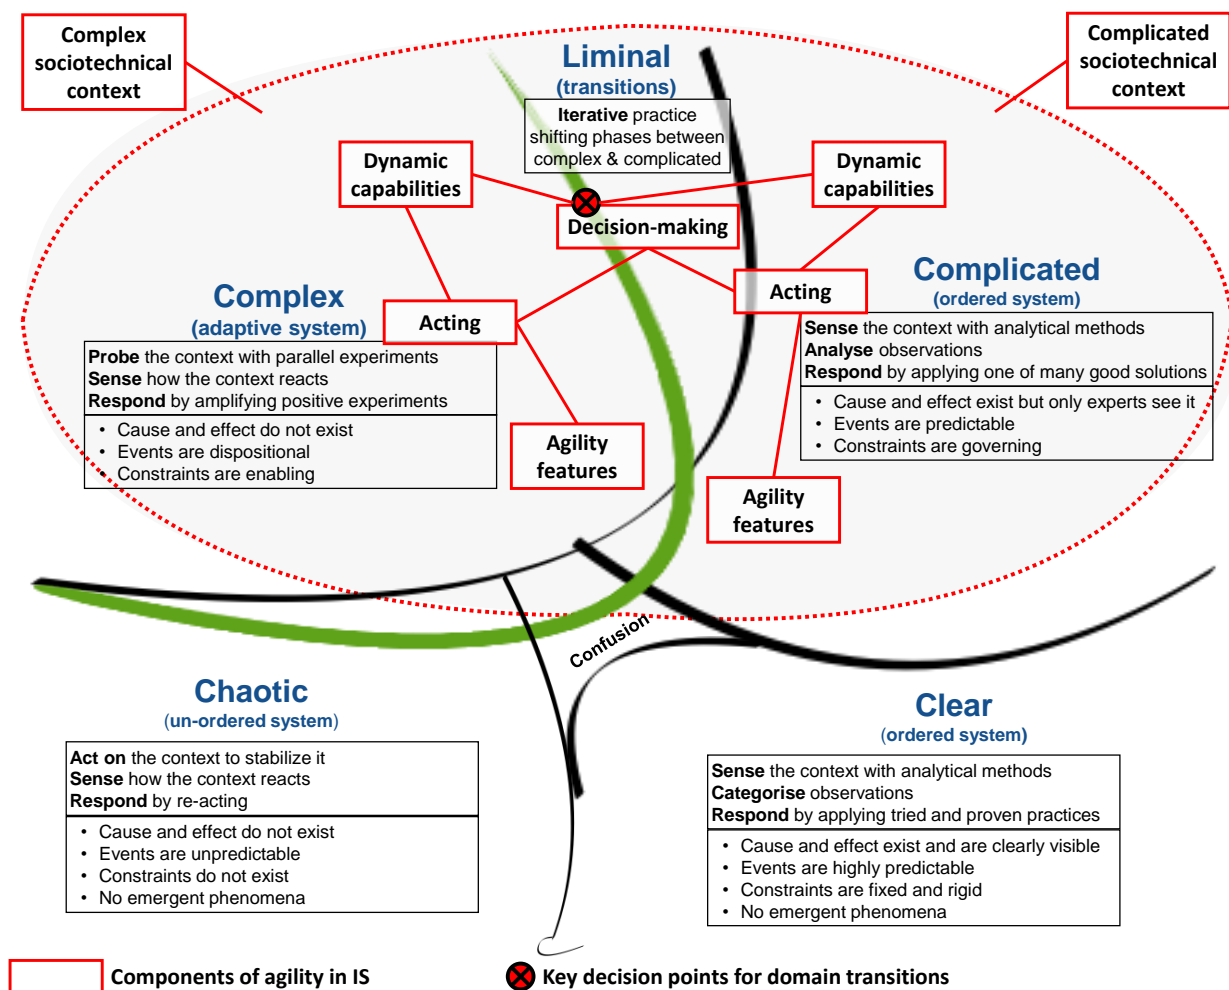 Complex
sociotechnical
context
Complicated
sociotechnical
context
Liminal
(transitions)
Iterative practice
shifting phases between
complex & complicated
Dynamic
capabilities
Dynamic
capabilities
Decision-making
Complex
(adaptive system)
Acting
Acting
Complicated
(ordered system)
Probe the context with parallel experiments
Sense how the context reacts
Respond by amplifying positive experiments
• Cause and effect do not exist
• Events are dispositional
• Constraints are enabling
Sense the context with analytical methods
Analyse observations
Respond by applying one of many good solutions
• Cause and effect exist but only experts see it
• Events are predictable
• Constraints are governing
Agility
features
Agility
features
Confusion
Chaotic
(un-ordered system)
Act on the context to stabilize it
Sense how the context reacts
Respond by re-acting
• Cause and effect do not exist
• Events are unpredictable
• Constraints do not exist
• No emergent phenomena
Clear
(ordered system)
Sense the context with analytical methods
Categorise observations
Respond by applying tried and proven practices
• Cause and effect exist and are clearly visible
• Events are highly predictable
• Constraints are fixed and rigid
• No emergent phenomena
Components of agility in IS
Key decision points for domain transitions